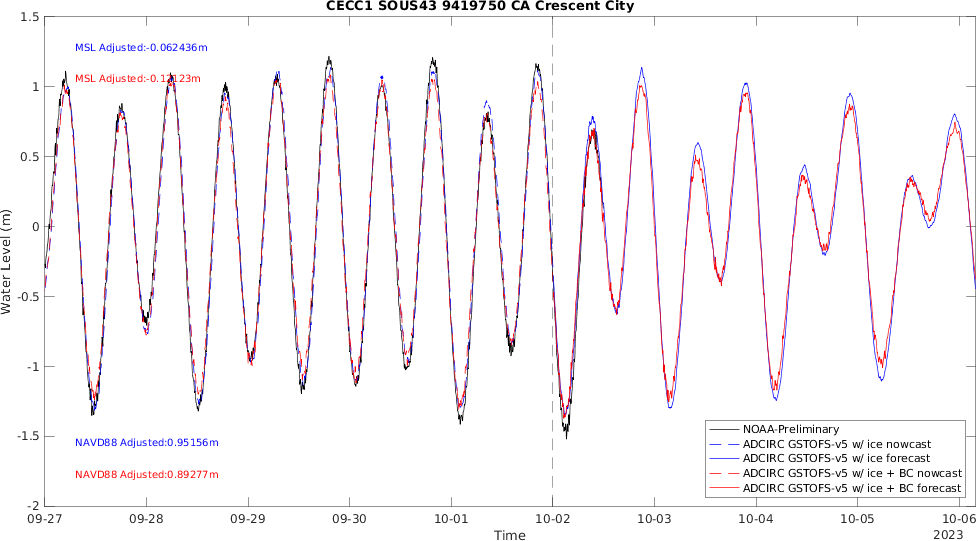 CECC1 SOUS43 9419750 CA Crescent City
1.5
MSL Adjusted:-0.062436m
1
0.5
0
-0.5
-1
-1.5
-2
Water Level (m)
NAVD88 Adjusted:0.95156m
NAVD88 Adjusted:0.89277m
NOAA-Preliminary
ADCIRC GSTOFS-v5 w/ ice nowcast
ADCIRC GSTOFS-v5 w/ ice forecast
ADCIRC GSTOFS-v5 w/ ice + BC nowcast
ADCIRC GSTOFS-v5 w/ ice + BC forecast
09-27 09-28 09-29 09-30 10-01 10-02 10-03 10-04 10-05 10-06
Time
2023
MSL Adjusted: